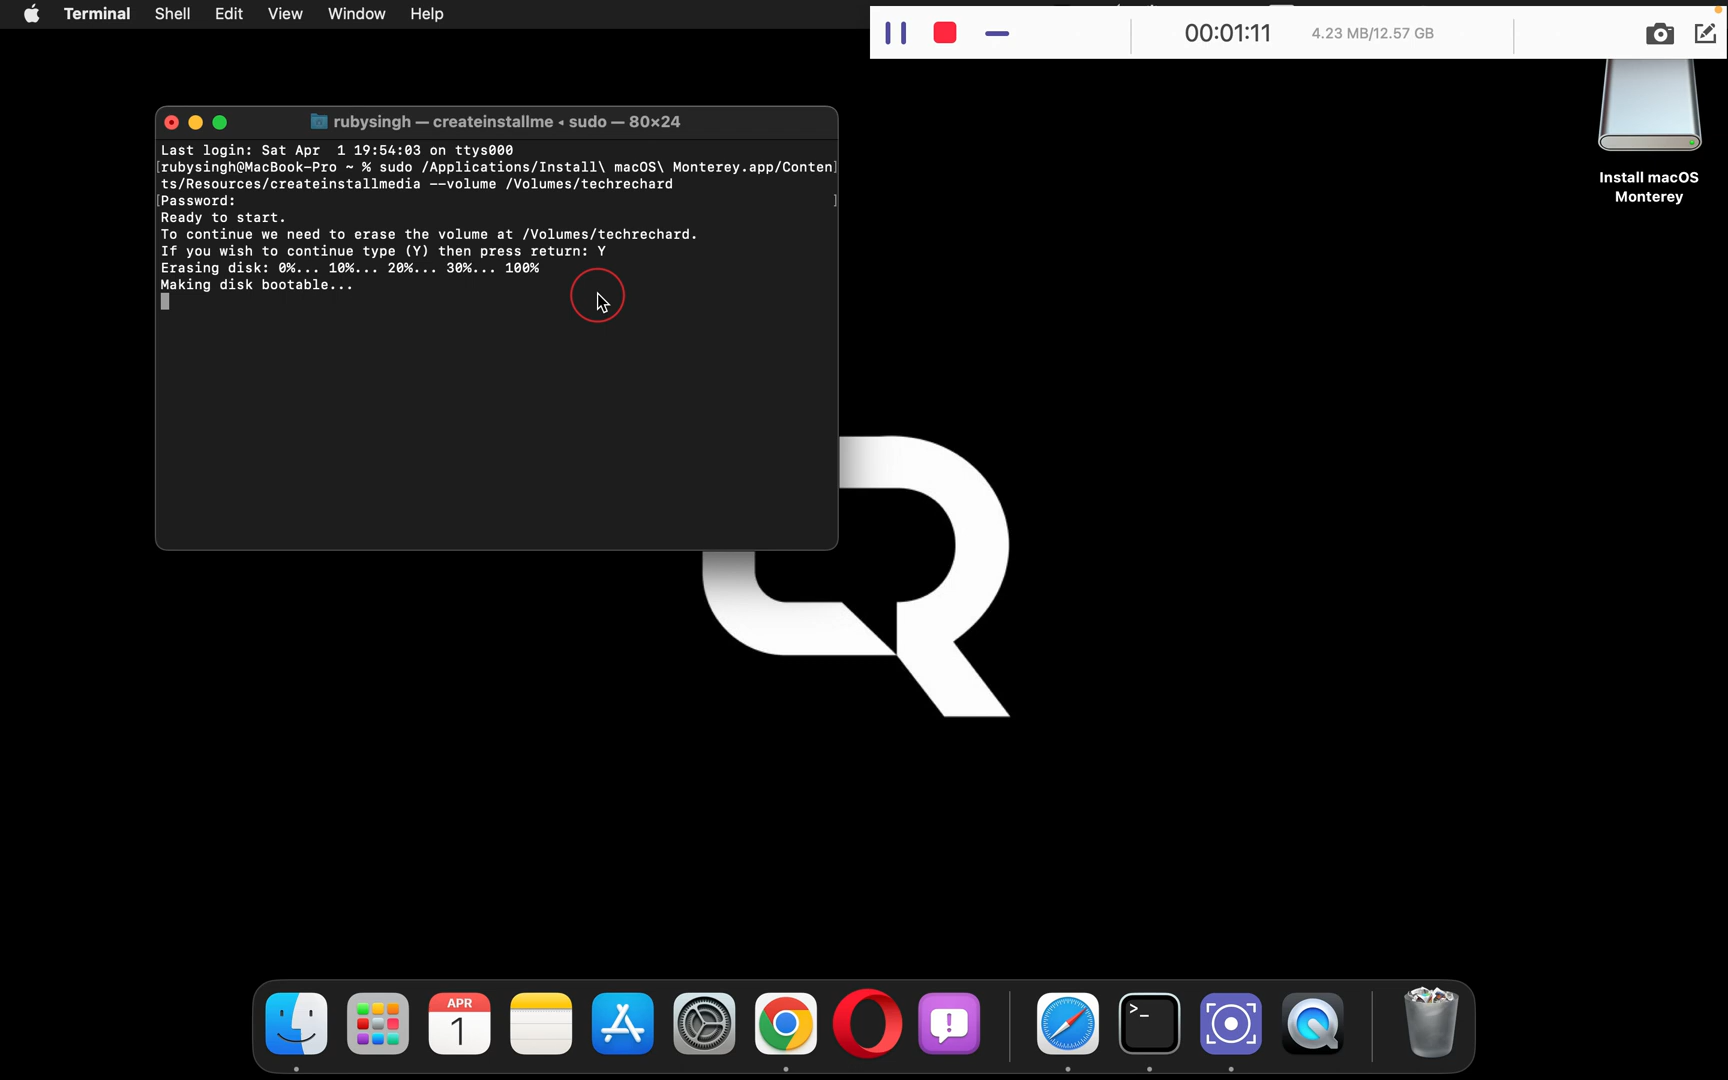 Terminal Shell Edit View Window Help
00:01:11 4.23 MB/12.57 GB
rubysingh — createinstallme ◂ sudo — 80×24
Last login: Sat Apr  1 19:54:03 on ttys000
[rubysingh@MacBook-Pro ~ % sudo /Applications/Install\ macOS\ Monterey.app/Conten]
ts/Resources/createinstallmedia --volume /Volumes/techrechard
[Password: ]
Ready to start.
To continue we need to erase the volume at /Volumes/techrechard.
If you wish to continue type (Y) then press return: Y
Erasing disk: 0%... 10%... 20%... 30%... 100%
Making disk bootable...
Install macOS
Monterey
APR
1
>_